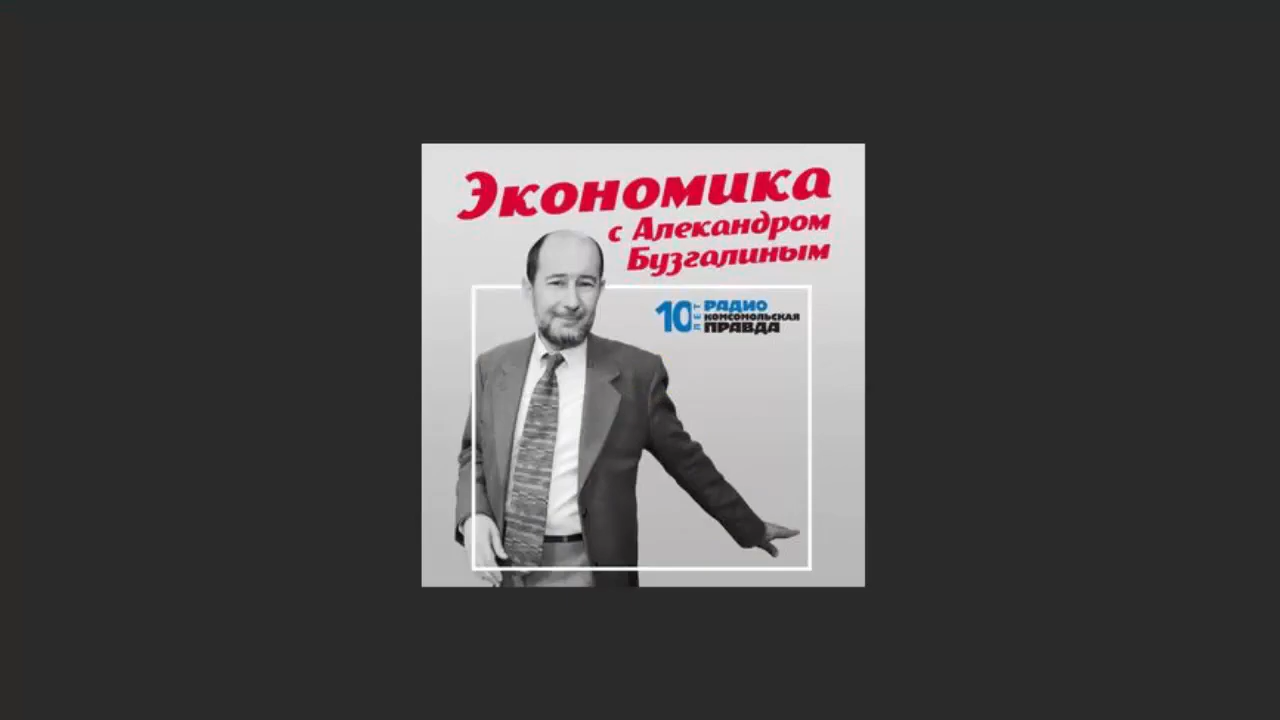 Экономика
с Александром
Бузгалиным
10 ЛЕТ РАДИО
КОМСОМОЛЬСКАЯ
ПРАВДА